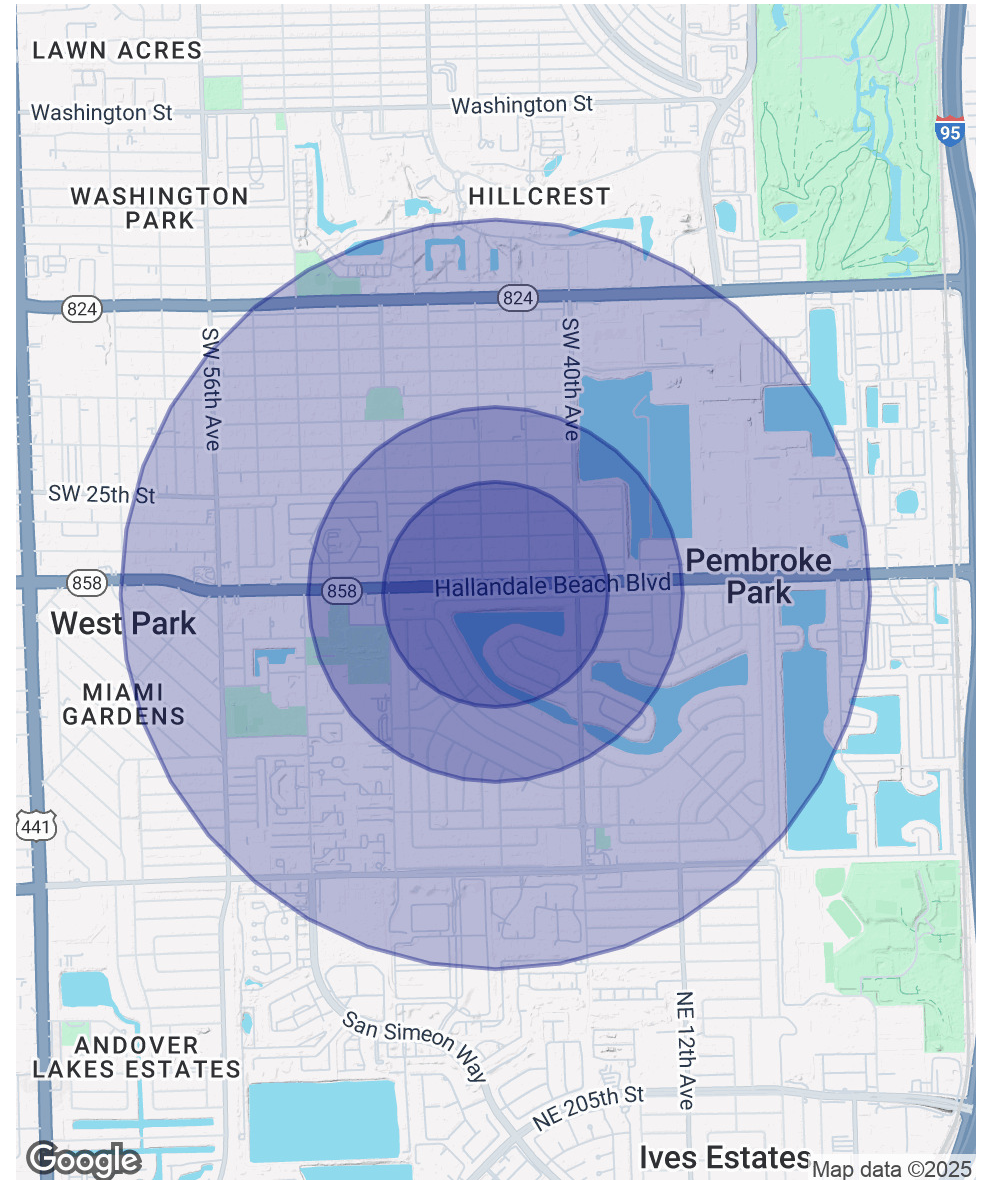 LAWN ACRES
Washington St
Washington St
95
WASHINGTON
PARK
HILLCREST
824
824
SW 56th Ave
SW 40th Ave
SW 25th St
858
858
Hallandale Beach Blvd
Pembroke
Park
West Park
MIAMI
GARDENS
441
San Simeon Way
NE 12th Ave
ANDOVER
LAKES ESTATES
NE 205th St
Ives Estates
Google
Map data ©2025